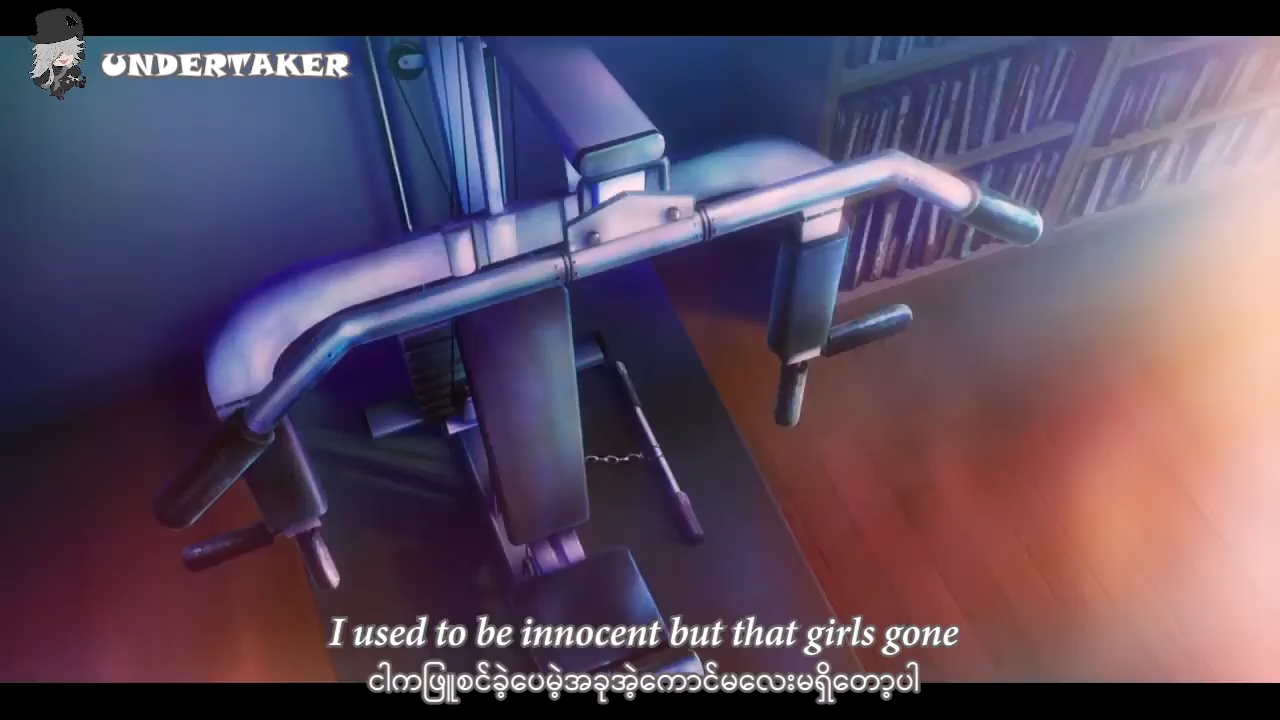 UNDERTAKER
I used to be innocent but that girls gone
ငါကဖြူစင်ခဲ့ပေမဲ့အခုအဲ့ကောင်မလေးမရှိတော့ပါ